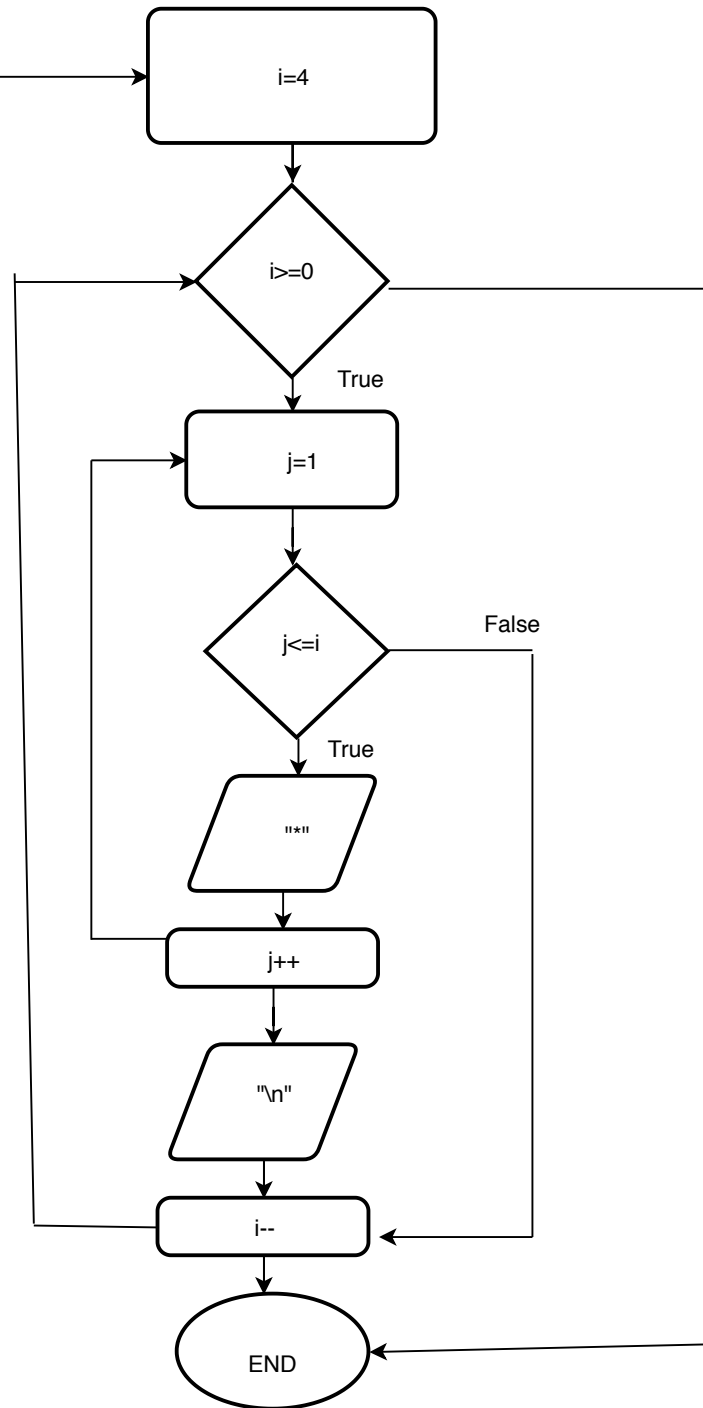 i=4
i>=0
True
j=1
j<=i
False
True
"*"
j++
"\n"
i--
END